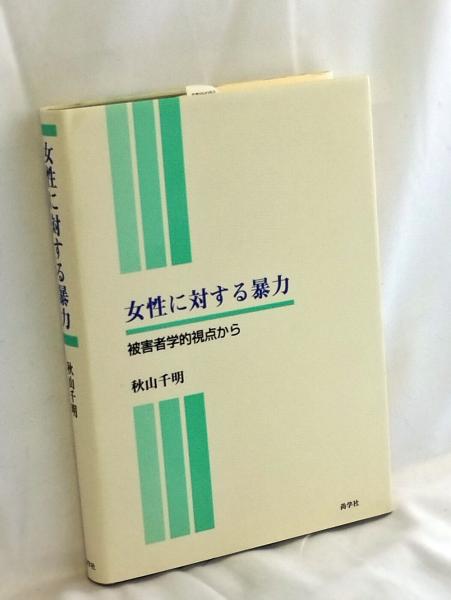 女性に対する暴力
被害者学的視点から
秋山千明
尚学社
女性に対する暴力
秋山千明